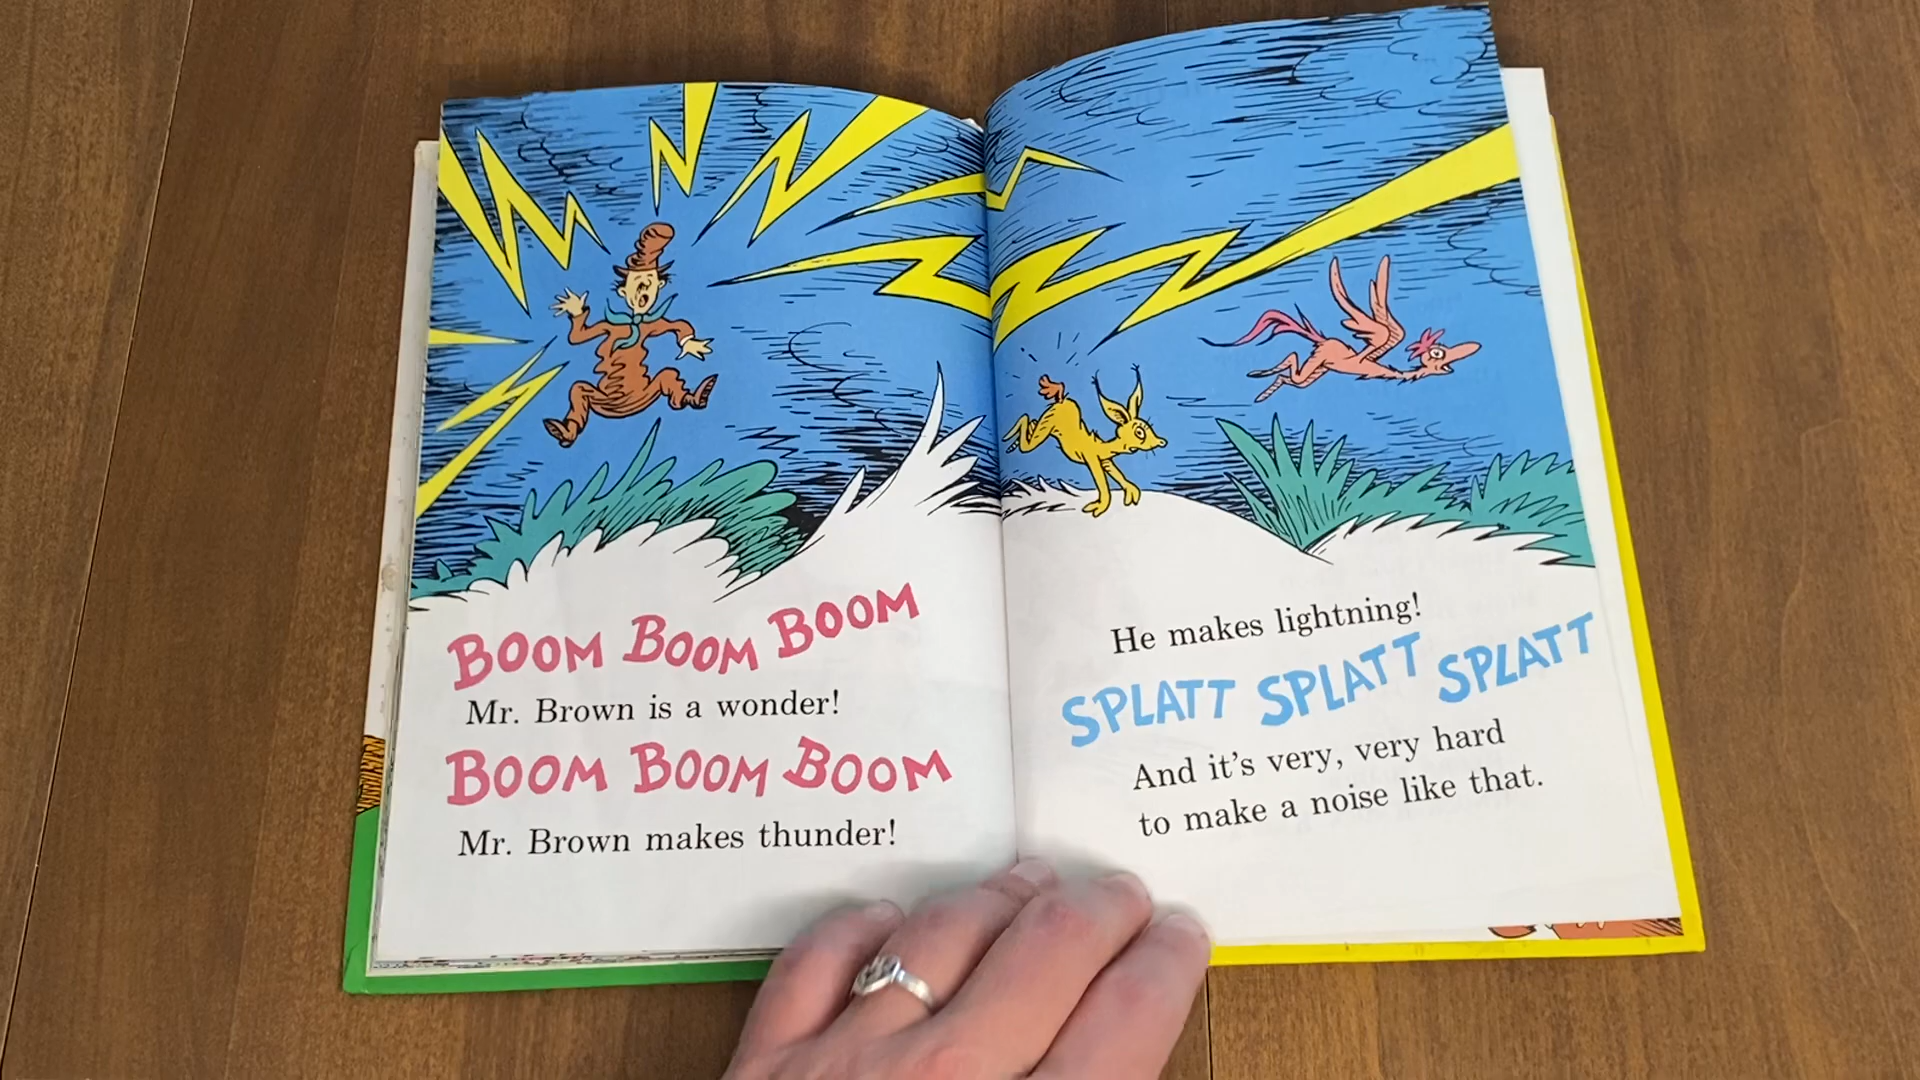 BOOM BOOM BOOM
Mr. Brown is a wonder!
BOOM BOOM BOOM
Mr. Brown makes thunder!
He makes lightning!
SPLATT SPLATT SPLATT
And it's very, very hard
to make a noise like that.